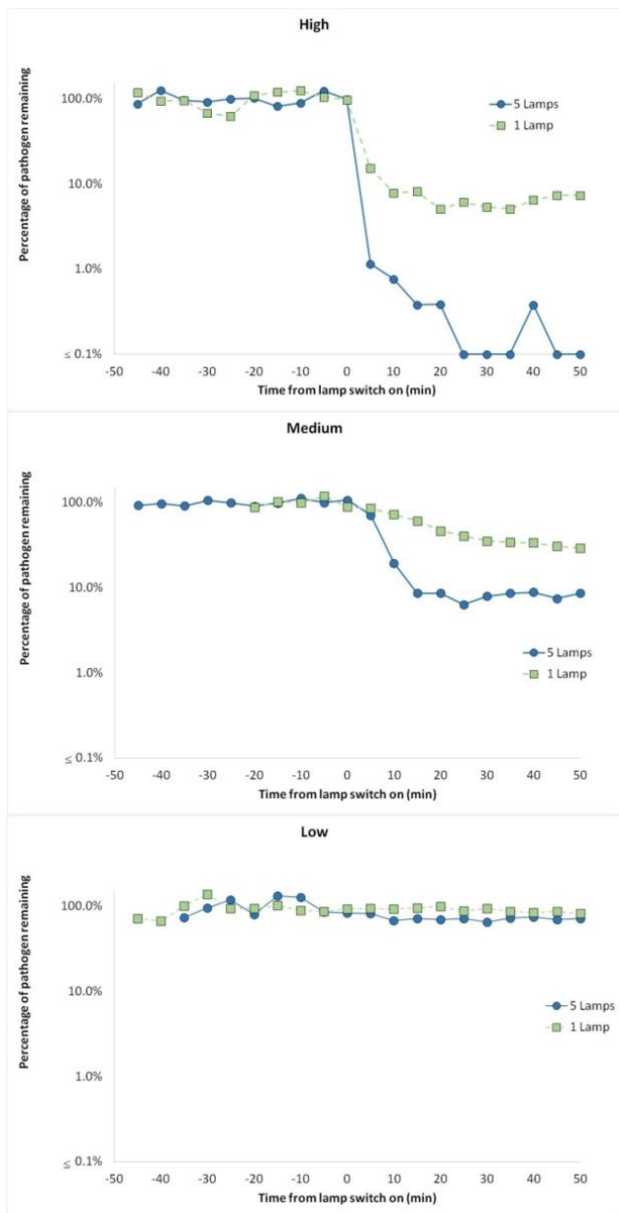 High
Percentage of pathogen remaining
100.0%
10.0%
1.0%
≤ 0.1%
5 Lamps
1 Lamp
-50 -40 -30 -20 -10 0 10 20 30 40 50
Time from lamp switch on (min)
Medium
Percentage of pathogen remaining
100.0%
10.0%
1.0%
≤ 0.1%
5 Lamps
1 Lamp
-50 -40 -30 -20 -10 0 10 20 30 40 50
Time from lamp switch on (min)
Low
Percentage of pathogen remaining
100.0%
10.0%
1.0%
≤ 0.1%
5 Lamps
1 Lamp
-50 -40 -30 -20 -10 0 10 20 30 40 50
Time from lamp switch on (min)